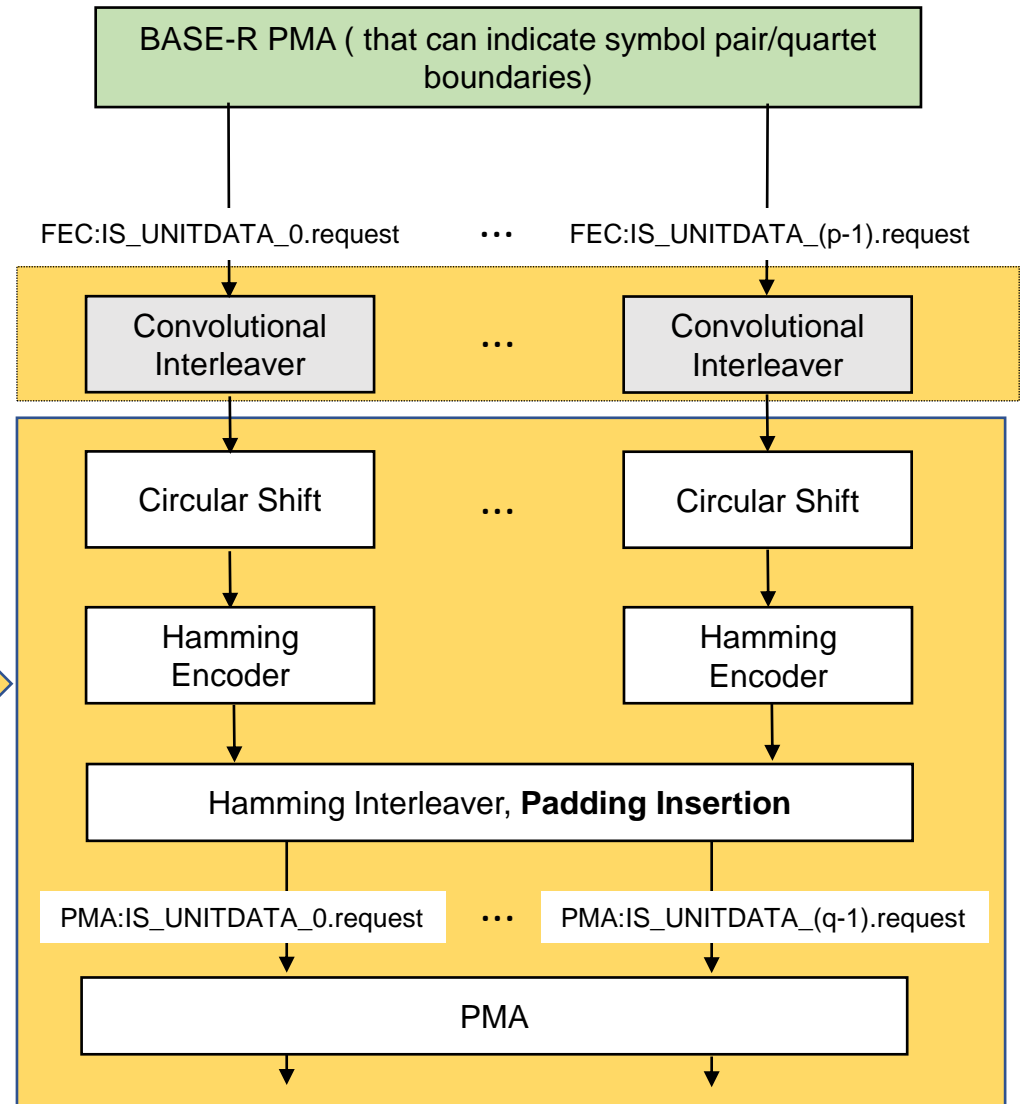 BASE-R PMA ( that can indicate symbol pair/quartet
boundaries)
FEC:IS_UNITDATA_0.request ... FEC:IS_UNITDATA_(p-1).request
Convolutional
Interleaver
...
Convolutional
Interleaver
Circular Shift ... Circular Shift
Hamming
Encoder
Hamming
Encoder
Hamming Interleaver, Padding Insertion
PMA:IS_UNITDATA_0.request ... PMA:IS_UNITDATA_(q-1).request
PMA